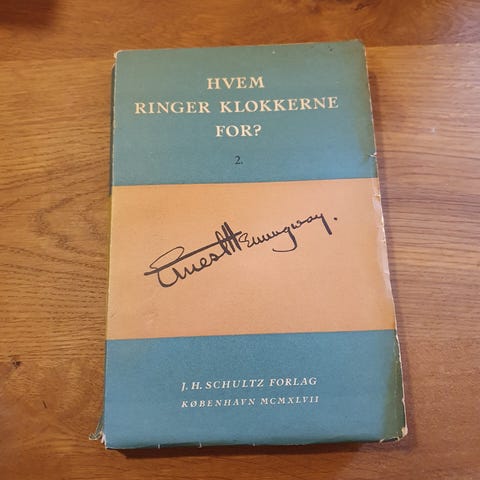 HVEM
RINGER KLOKKERNE
FOR?
2.
Ernest Hemingway.
J. H. SCHULTZ FORLAG
KØBENHAVN MCMXLVII